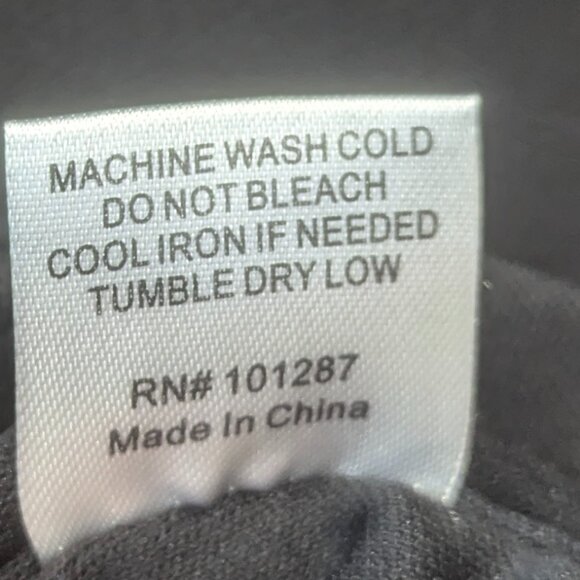 MACHINE WASH COLD
DO NOT BLEACH
COOL IRON IF NEEDED
TUMBLE DRY LOW
RN# 101287
Made In China